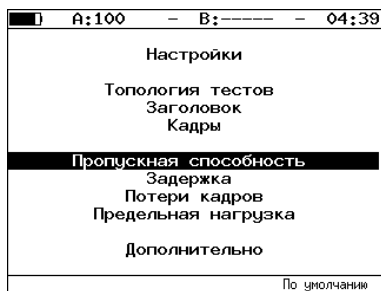 A:100 – B:----- – 04:39
Настройки
Топология тестов
Заголовок
Кадры
Пропускная способность
Задержка
Потери кадров
Предельная нагрузка
Дополнительно
По умолчанию